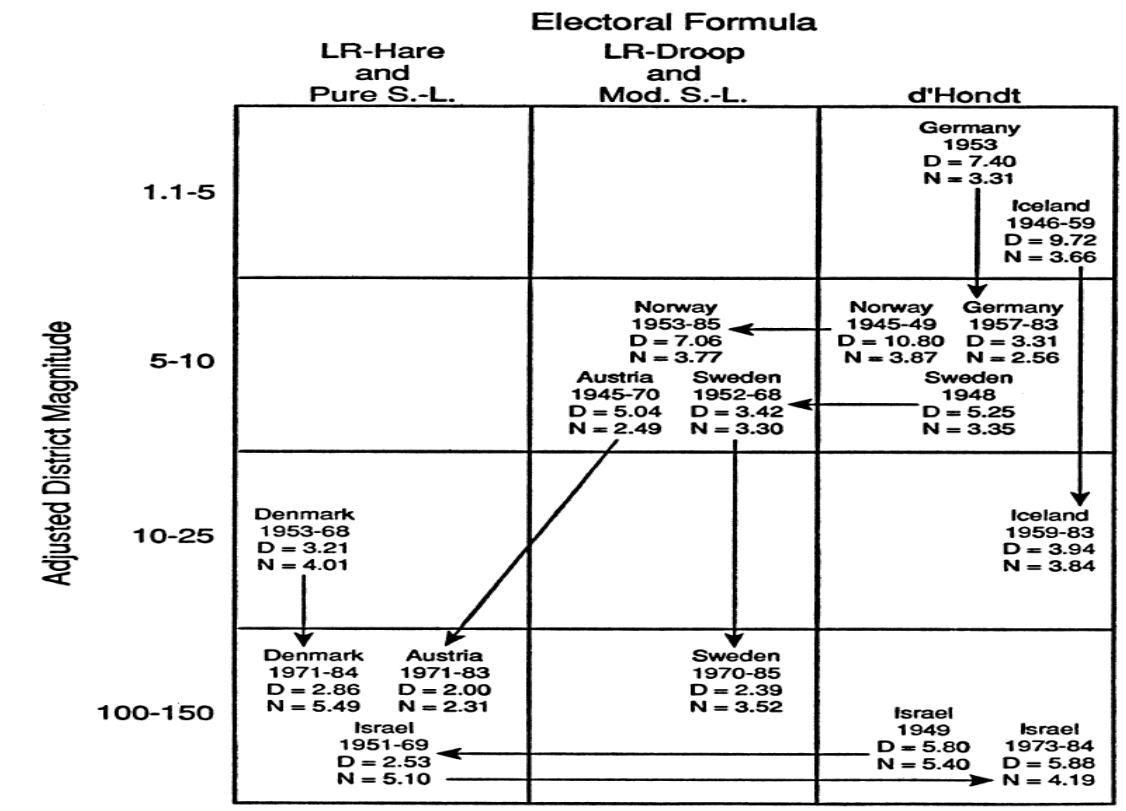 Electoral Formula
LR-Hare
and
Pure S.-L.
LR-Droop
and
Mod. S.-L.
d'Hondt
Adjusted District Magnitude
1.1-5
Germany
1953
D = 7.40
N = 3.31
Iceland
1946-59
D = 9.72
N = 3.66
5-10
Norway
1953-85
D = 7.06
N = 3.77
Norway
1945-49
D = 10.80
N = 3.87
Germany
1957-83
D = 3.31
N = 2.56
Austria
1945-70
D = 5.04
N = 2.49
Sweden
1952-68
D = 3.42
N = 3.30
Sweden
1948
D = 5.25
N = 3.35
10-25
Denmark
1953-68
D = 3.21
N = 4.01
Iceland
1959-83
D = 3.94
N = 3.84
100-150
Denmark
1971-84
D = 2.86
N = 5.49
Austria
1971-83
D = 2.00
N = 2.31
Sweden
1970-85
D = 2.39
N = 3.52
Israel
1951-69
D = 2.53
N = 5.10
Israel
1949
D = 5.80
N = 5.40
Israel
1973-84
D = 5.88
N = 4.19